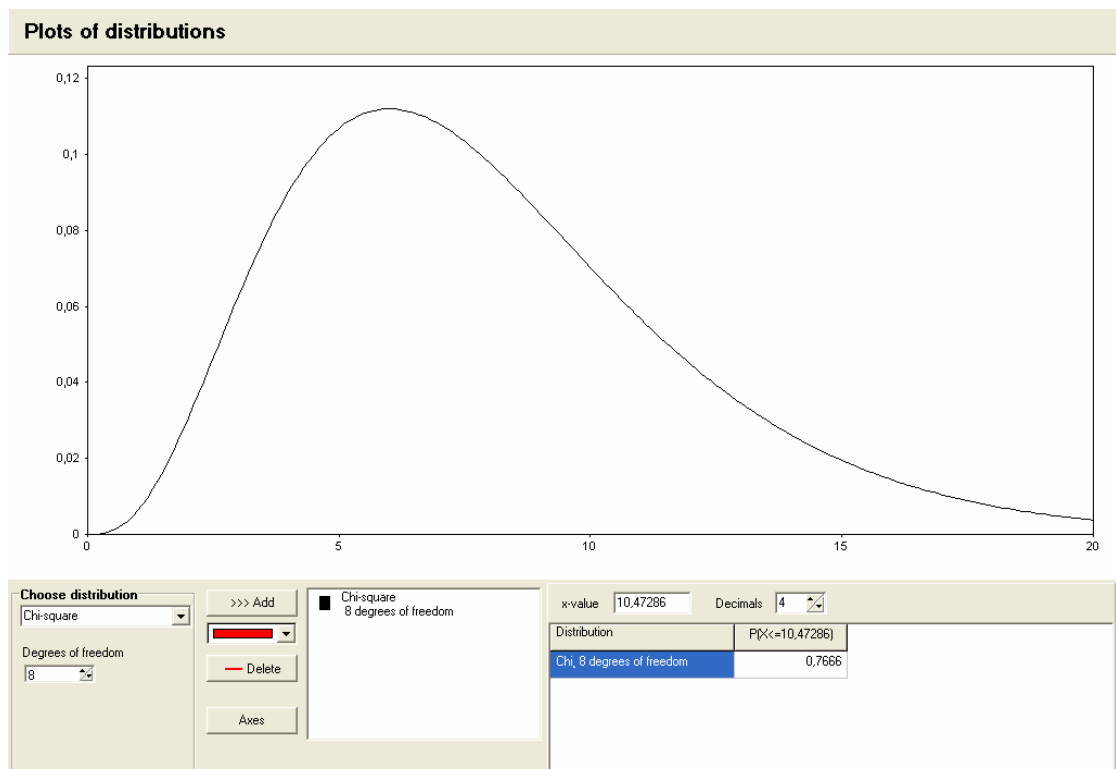 Plots of distributions
0,12
0,1
0,08
0,06
0,04
0,02
0
0
5
10
15
20
Choose distribution
Chi-square
Degrees of freedom
8
>>> Add
Delete
Axes
Chi-square
8 degrees of freedom
x-value 10,47286 Decimals 4
Distribution P(X<=10,47286)
Chi, 8 degrees of freedom 0,7666